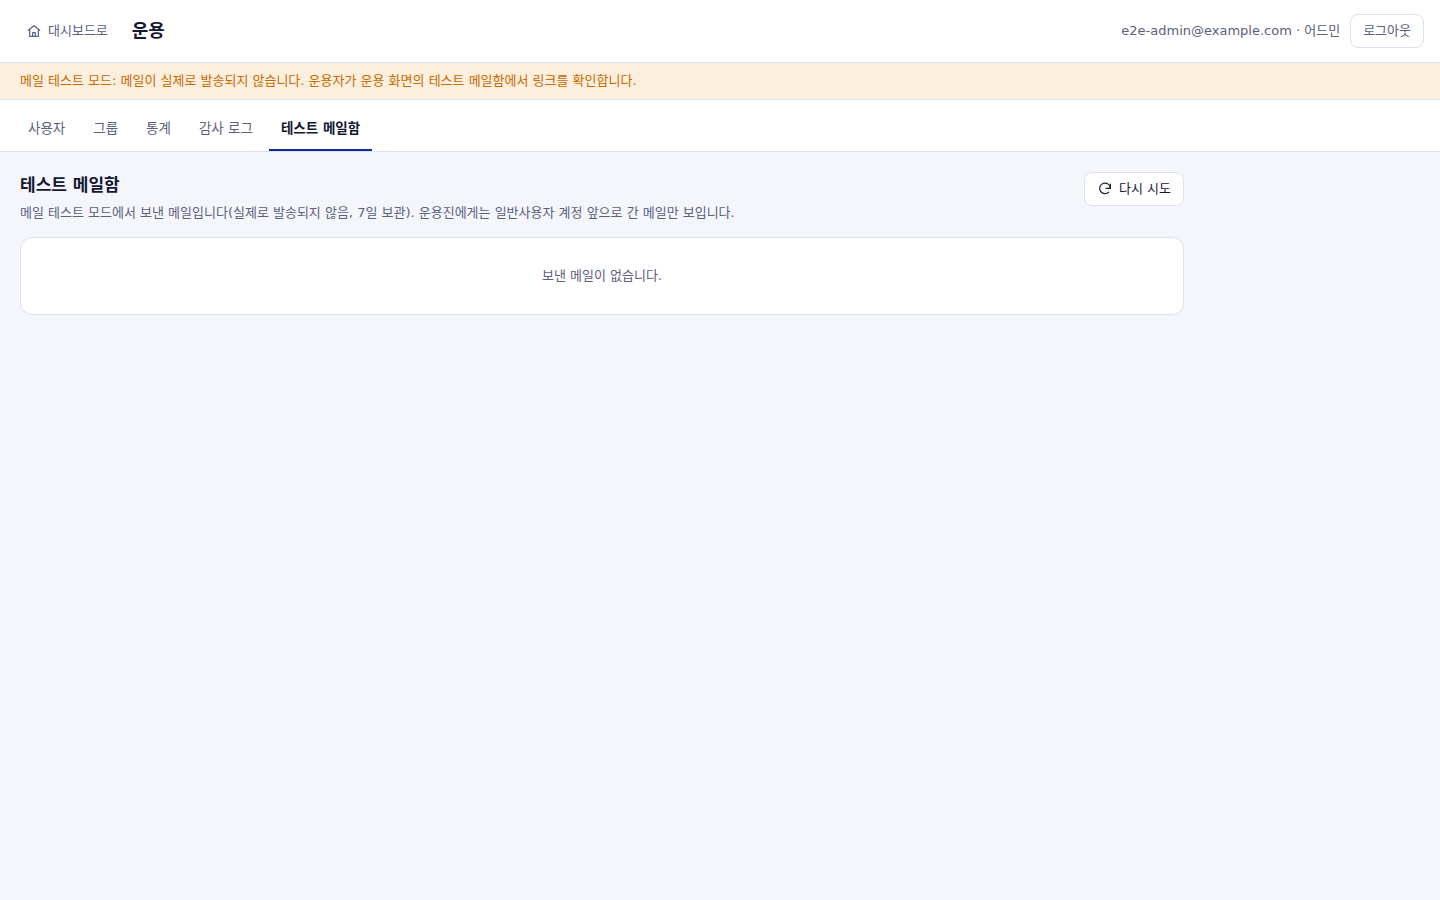 대시보드로
운용
e2e-admin@example.com · 어드민
로그아웃
메일 테스트 모드: 메일이 실제로 발송되지 않습니다. 운용자가 운용 화면의 테스트 메일함에서 링크를 확인합니다.
사용자
그룹
통계
감사 로그
테스트 메일함
테스트 메일함
다시 시도
메일 테스트 모드에서 보낸 메일입니다(실제로 발송되지 않음, 7일 보관). 운용진에게는 일반사용자 계정 앞으로 간 메일만 보입니다.
보낸 메일이 없습니다.